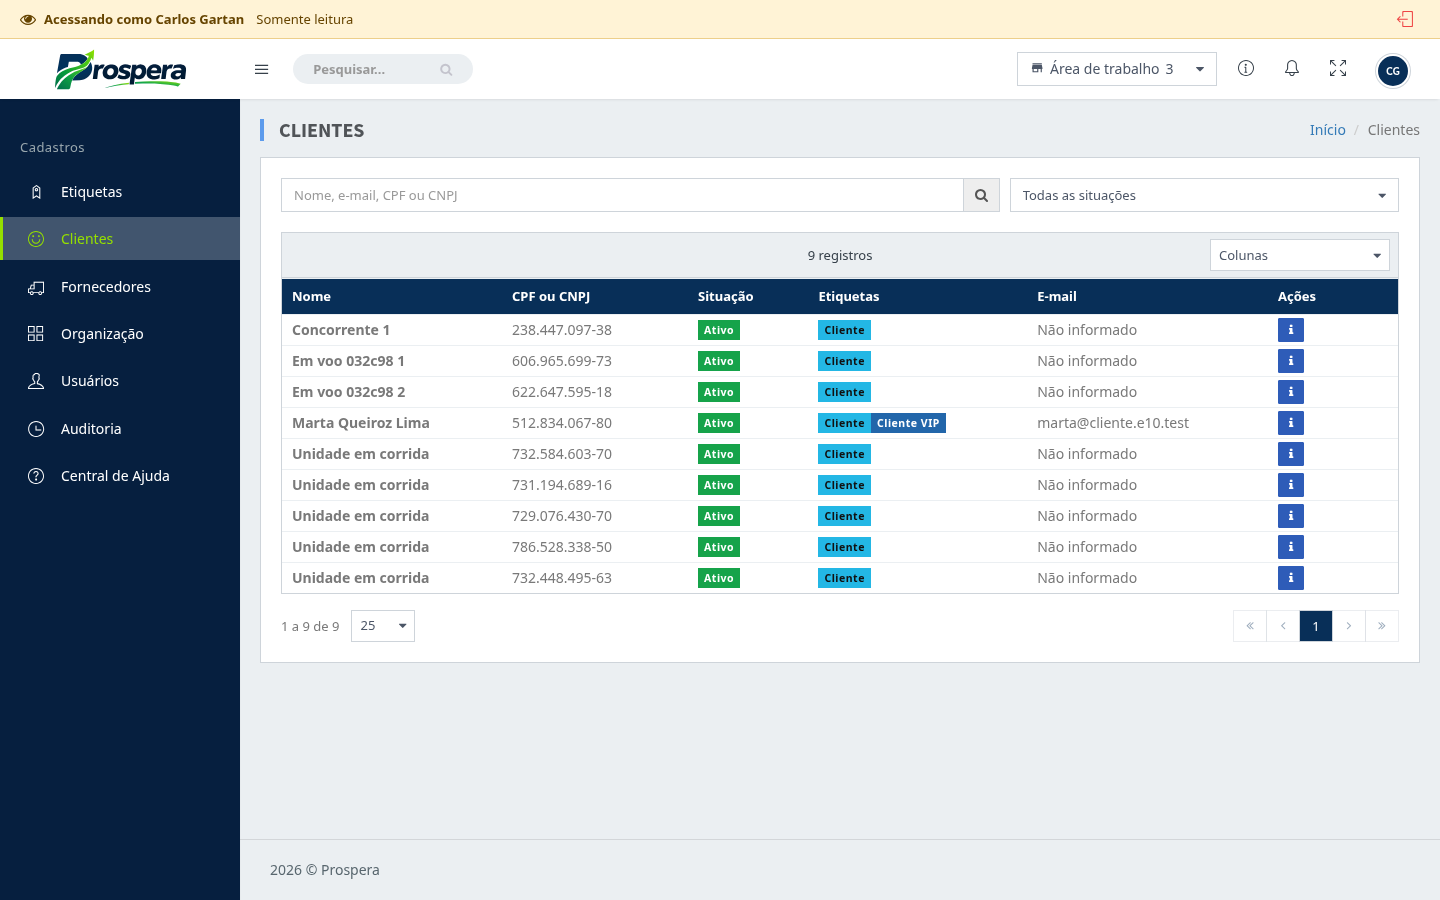 Acessando como Carlos Gartan Somente leitura
Prospera
Pesquisar...
Área de trabalho 3
CG
Cadastros
Etiquetas
Clientes
Fornecedores
Organização
Usuários
Auditoria
Central de Ajuda
CLIENTES
Início / Clientes
Nome, e-mail, CPF ou CNPJ
Todas as situações
9 registros
Colunas
Nome CPF ou CNPJ Situação Etiquetas E-mail Ações
Concorrente 1 238.447.097-38 Ativo Cliente Não informado
Em voo 032c98 1 606.965.699-73 Ativo Cliente Não informado
Em voo 032c98 2 622.647.595-18 Ativo Cliente Não informado
Marta Queiroz Lima 512.834.067-80 Ativo Cliente Cliente VIP marta@cliente.e10.test
Unidade em corrida 732.584.603-70 Ativo Cliente Não informado
Unidade em corrida 731.194.689-16 Ativo Cliente Não informado
Unidade em corrida 729.076.430-70 Ativo Cliente Não informado
Unidade em corrida 786.528.338-50 Ativo Cliente Não informado
Unidade em corrida 732.448.495-63 Ativo Cliente Não informado
1 a 9 de 9 25
« ‹ 1 › »
2026 © Prospera